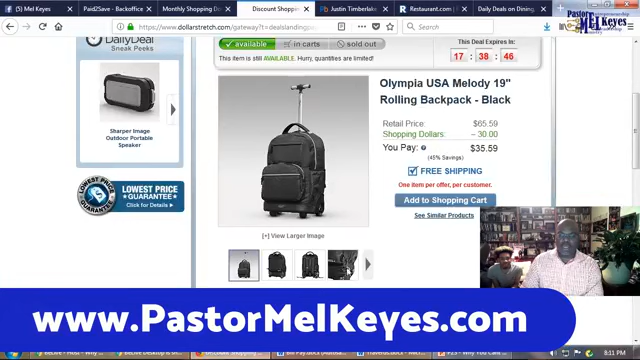 Mel Keyes
Paid2Save - Backoffice
Monthly Shopping D
Discount Shoppe
Justin Timberlake
Restaurant.com
Daily Deals on Dining,
https://www.dollarstretch.com/gateway?t=dealslanding
Search
Pastor
Mel Keyes
DailyDeal
Sneak Peeks
Sharper Image
Outdoor Portable
Speaker
LOWEST PRICE
GUARANTEE
Click for Details
available
in carts
sold out
This item is still AVAILABLE. Hurry, quantities are limited!
This Deal Expires In:
17 : 38 : 46
Olympia USA Melody 19"
Rolling Backpack - Black
Retail Price: $65.59
Shopping Dollars: – 30.00
You Pay: $35.59
(45% Savings)
FREE SHIPPING
One item per offer, per customer.
Add to Shopping Cart
See Similar Products
[+] View Larger Image
www.PastorMelKeyes.com
8:11 PM